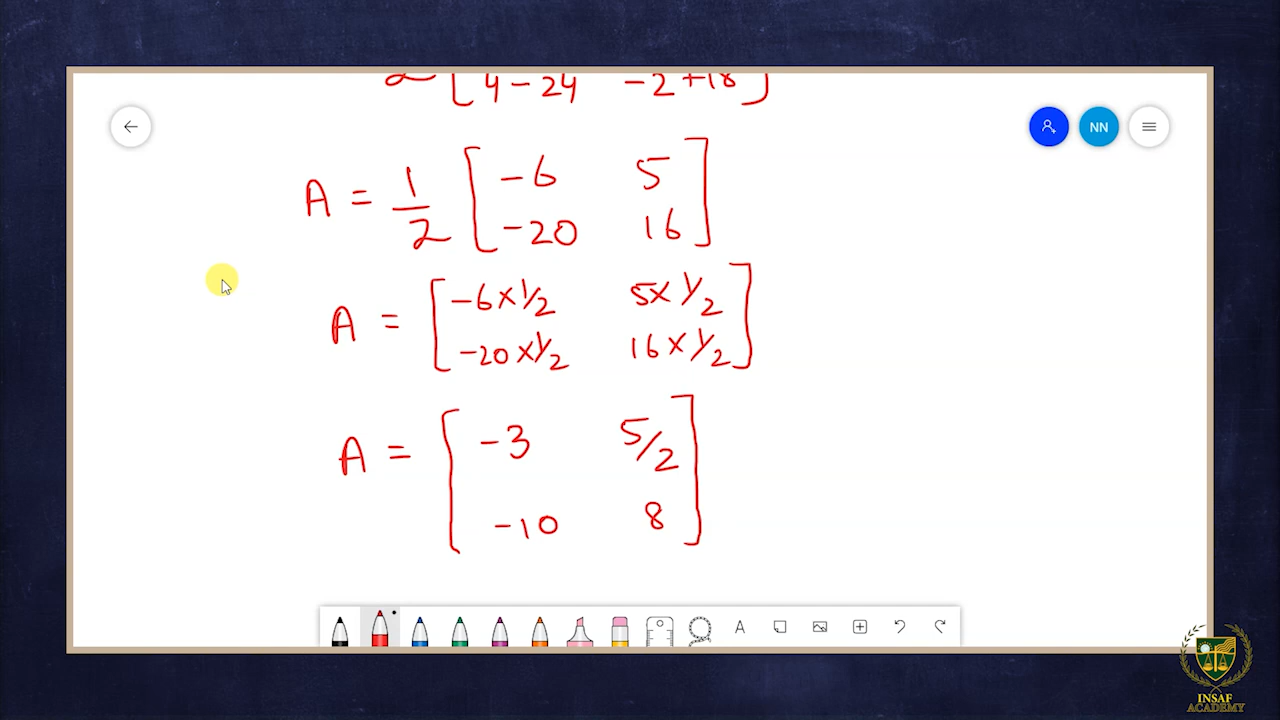 [ 4 - 24 -2 + 18 ]
NN
A = 1/2 [ -6 5
-20 16 ]
A = [ -6 × 1/2 5 × 1/2
-20 × 1/2 16 × 1/2 ]
A = [ -3 5/2
-10 8 ]
A
INSAF
ACADEMY